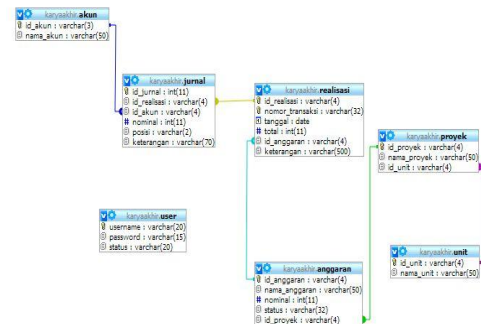 karyaakhir.akun
id_akun : varchar(3)
nama_akun : varchar(50)
karyaakhir.jurnal
id_jurnal : int(11)
id_realisasi : varchar(4)
id_akun : varchar(4)
nominal : int(11)
posisi : varchar(2)
keterangan : varchar(70)
karyaakhir.realisasi
id_realisasi : varchar(4)
nomor_transaksi : varchar(32)
tanggal : date
total : int(11)
id_anggaran : varchar(4)
keterangan : varchar(500)
karyaakhir.proyek
id_proyek : varchar(4)
nama_proyek : varchar(50)
id_unit : varchar(4)
karyaakhir.user
username : varchar(20)
password : varchar(15)
status : varchar(20)
karyaakhir.unit
id_unit : varchar(4)
nama_unit : varchar(50)
karyaakhir.anggaran
id_anggaran : varchar(4)
nama_anggaran : varchar(50)
nominal : int(11)
status : varchar(32)
id_proyek : varchar(4)